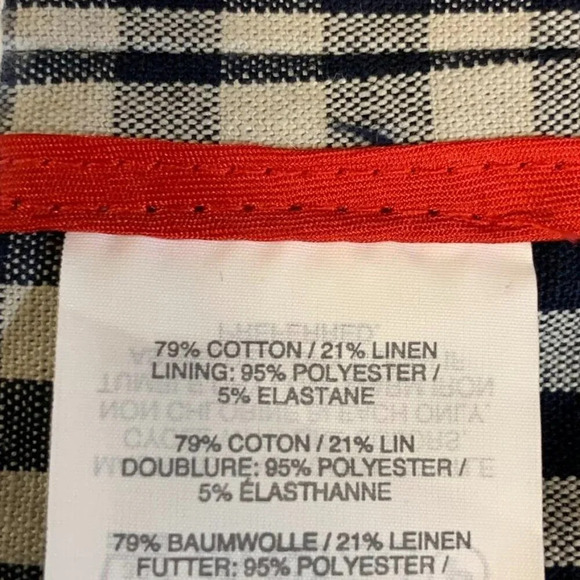 79% COTTON / 21% LINEN
LINING: 95% POLYESTER /
5% ELASTANE
79% COTON / 21% LIN
DOUBLURE: 95% POLYESTER /
5% ÉLASTHANNE
79% BAUMWOLLE / 21% LEINEN
FUTTER: 95% POLYESTER /